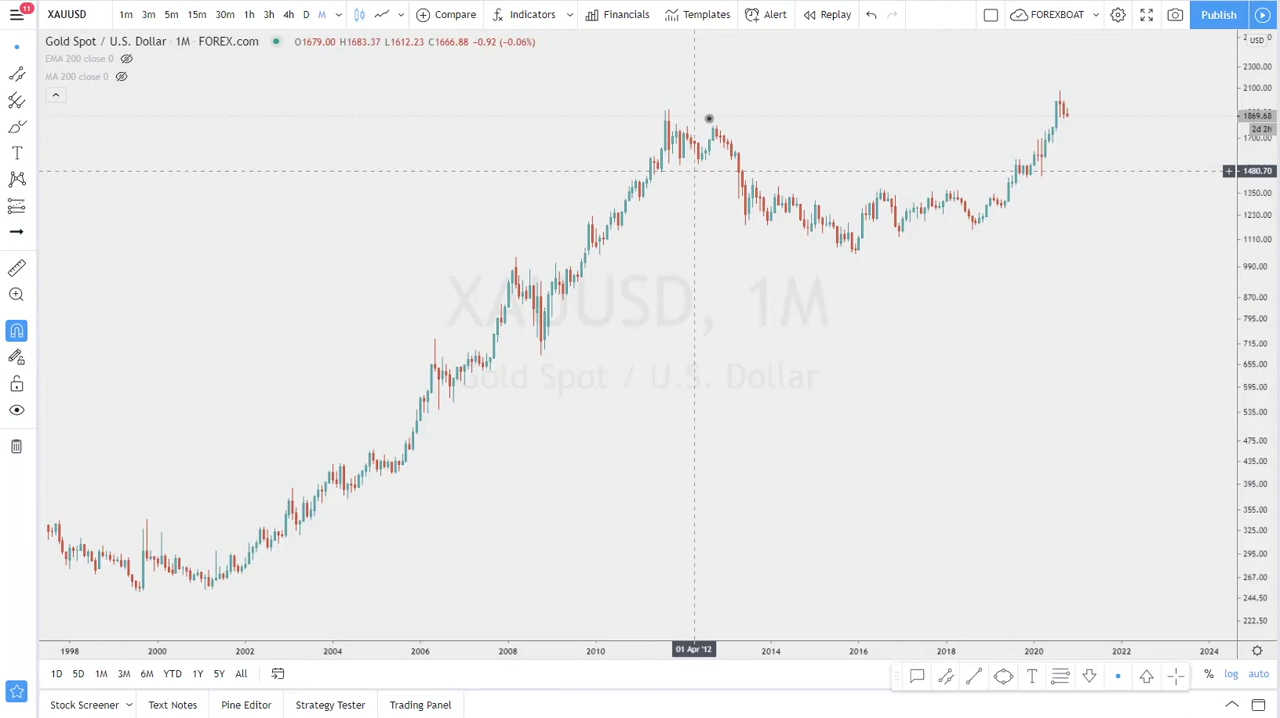 11
XAUUSD
1m 3m 5m 15m 30m 1h 3h 4h D M
Compare
Indicators
Financials
Templates
Alert
Replay
FOREXBOAT
Publish
Gold Spot / U.S. Dollar · 1M · FOREX.com
O1679.00 H1683.37 L1612.23 C1666.88 -0.92 (-0.06%)
EMA 200 close 0
MA 200 close 0
XAUUSD, 1M
Gold Spot / U.S. Dollar
USD
2300.00
2100.00
1869.68
2d 2h
1700.00
1480.70
1350.00
1230.00
1110.00
990.00
870.00
795.00
715.00
665.00
595.00
535.00
475.00
435.00
395.00
355.00
325.00
295.00
267.00
244.50
222.50
1998 2000 2002 2004 2006 2008 2010 01 Apr '12 2014 2016 2018 2020 2022 2024
1D 5D 1M 3M 6M YTD 1Y 5Y All
% log auto
Stock Screener Text Notes Pine Editor Strategy Tester Trading Panel